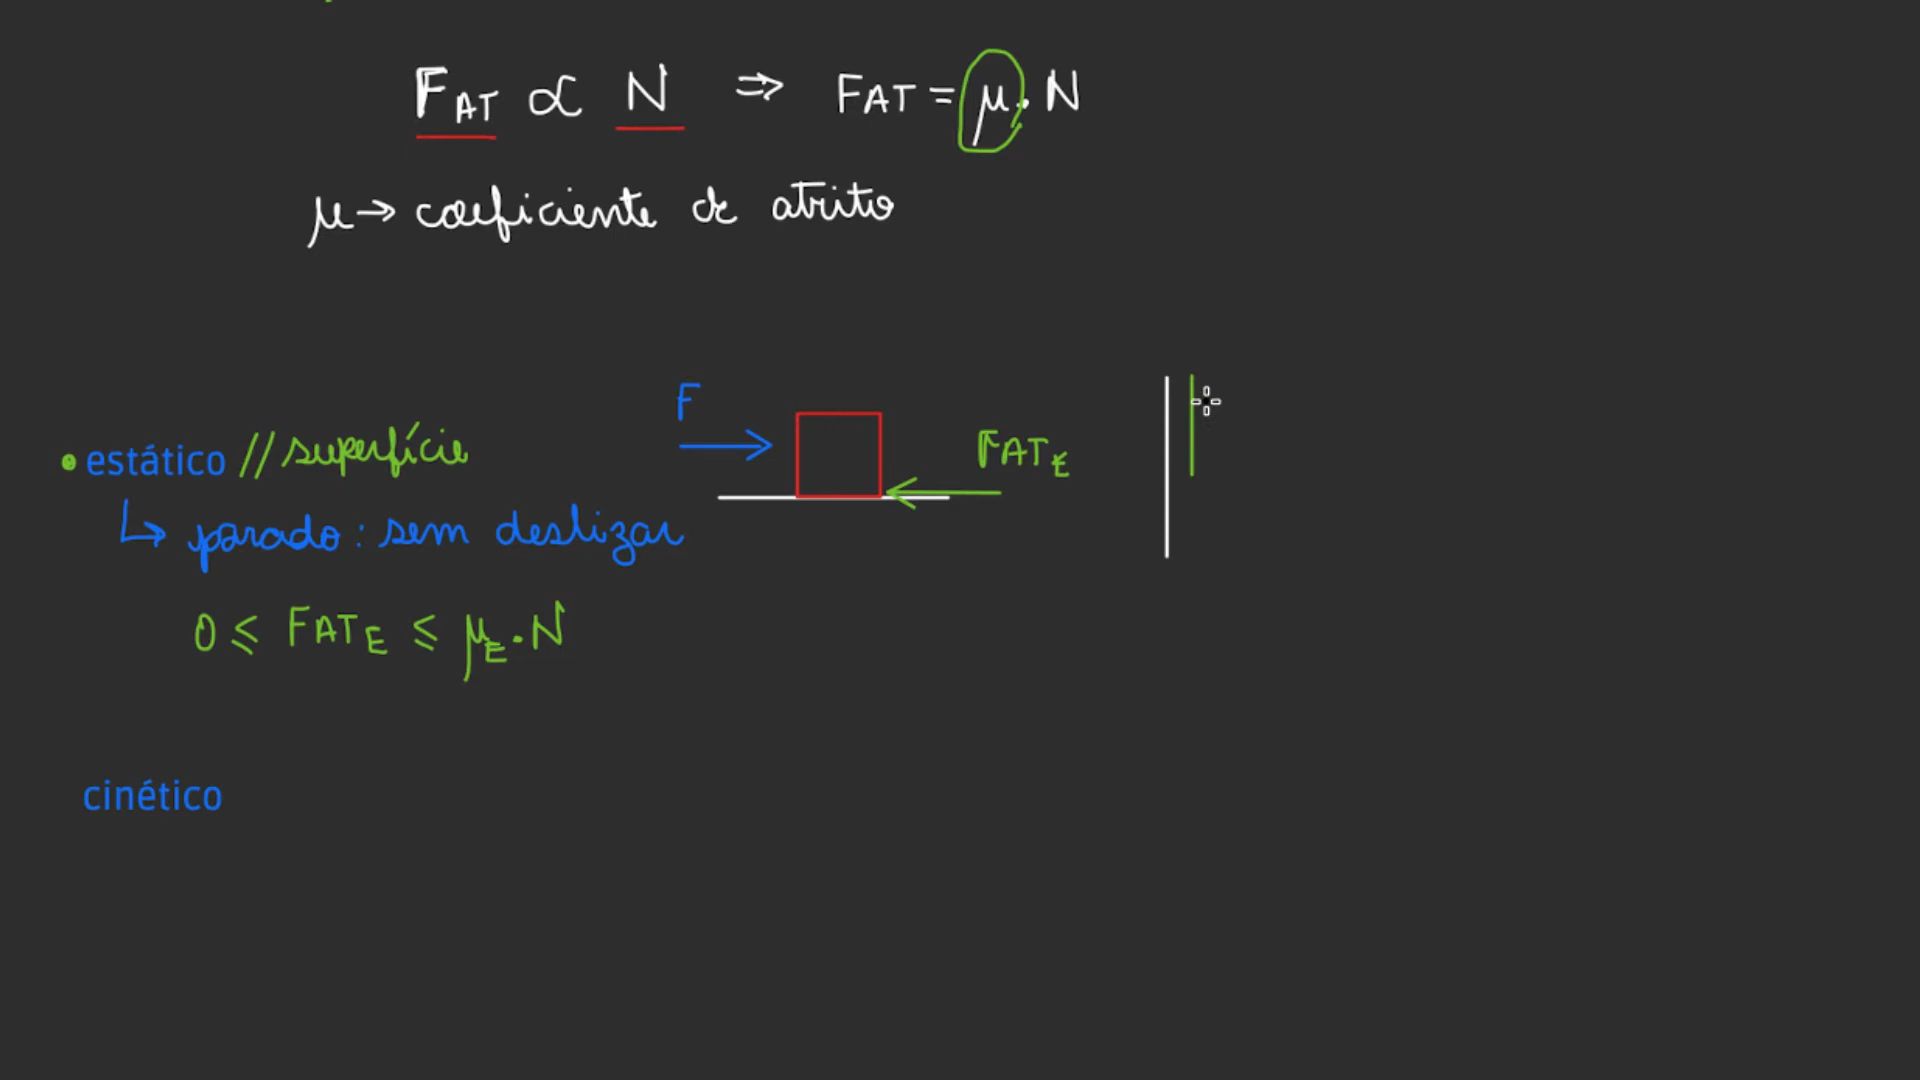 FAT ∝ N ⇒ FAT = μ. N
μ → coeficiente de atrito
F
• estático // superfície
FATE
↳ parado: sem deslizar
0 ⩽ FATE ⩽ μE. N
cinético